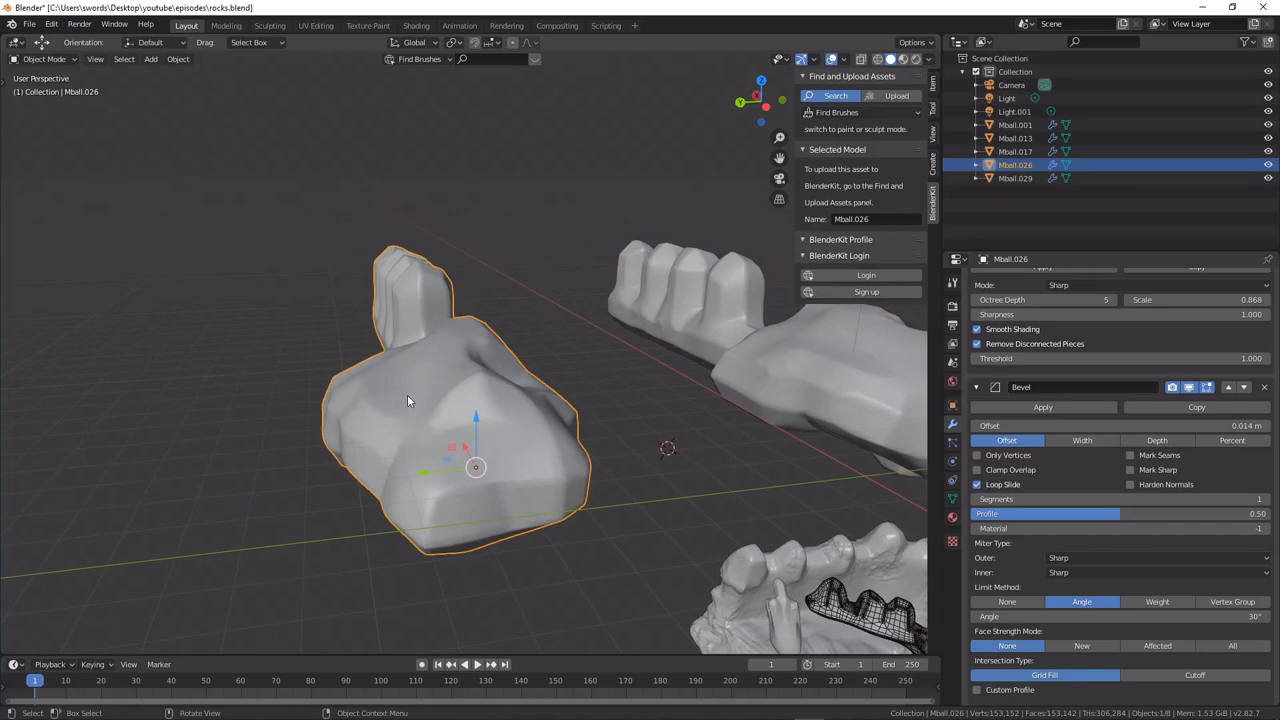 Blender* [C:\Users\swords\Desktop\youtube\episodes\rocks.blend]
File Edit Render Window Help Layout Modeling Sculpting UV Editing Texture Paint Shading Animation Rendering Compositing Scripting + Scene View Layer
Orientation: Default Drag: Select Box Global Options
Object Mode View Select Add Object Find Brushes
User Perspective
(1) Collection | Mball.026
Z
Y
X
Find and Upload Assets
Search Upload
Find Brushes
switch to paint or sculpt mode.
Selected Model
To upload this asset to
BlenderKit, go to the Find and
Upload Assets panel.
Name: Mball.026
BlenderKit Profile
BlenderKit Login
Login
Sign up
Item
Tool
View
Create
BlenderKit
Scene Collection
Collection
Camera
Light
Light.001
Mball.001
Mball.013
Mball.017
Mball.026
Mball.029
Mball.026
Apply Copy
Mode: Sharp
Octree Depth 5 Scale 0.868
Sharpness 1.000
Smooth Shading
Remove Disconnected Pieces
Threshold 1.000
Bevel
Apply Copy
Offset 0.014 m
Offset Width Depth Percent
Only Vertices Mark Seams
Clamp Overlap Mark Sharp
Loop Slide Harden Normals
Segments 1
Profile 0.50
Material -1
Miter Type:
Outer: Sharp
Inner: Sharp
Limit Method:
None Angle Weight Vertex Group
Angle 30°
Face Strength Mode:
None New Affected All
Intersection Type:
Grid Fill Cutoff
Custom Profile
Playback Keying View Marker 1 Start 1 End 250
1 10 20 30 40 50 60 70 80 90 100 110 120 130 140 150 160 170 180 190 200 210 220 230 240 250
Select Box Select Rotate View Object Context Menu Collection | Mball.026 | Verts:153,152 | Faces:153,142 | Tris:306,284 | Objects:1/8 | Mem: 1.53 GiB | v2.82.7